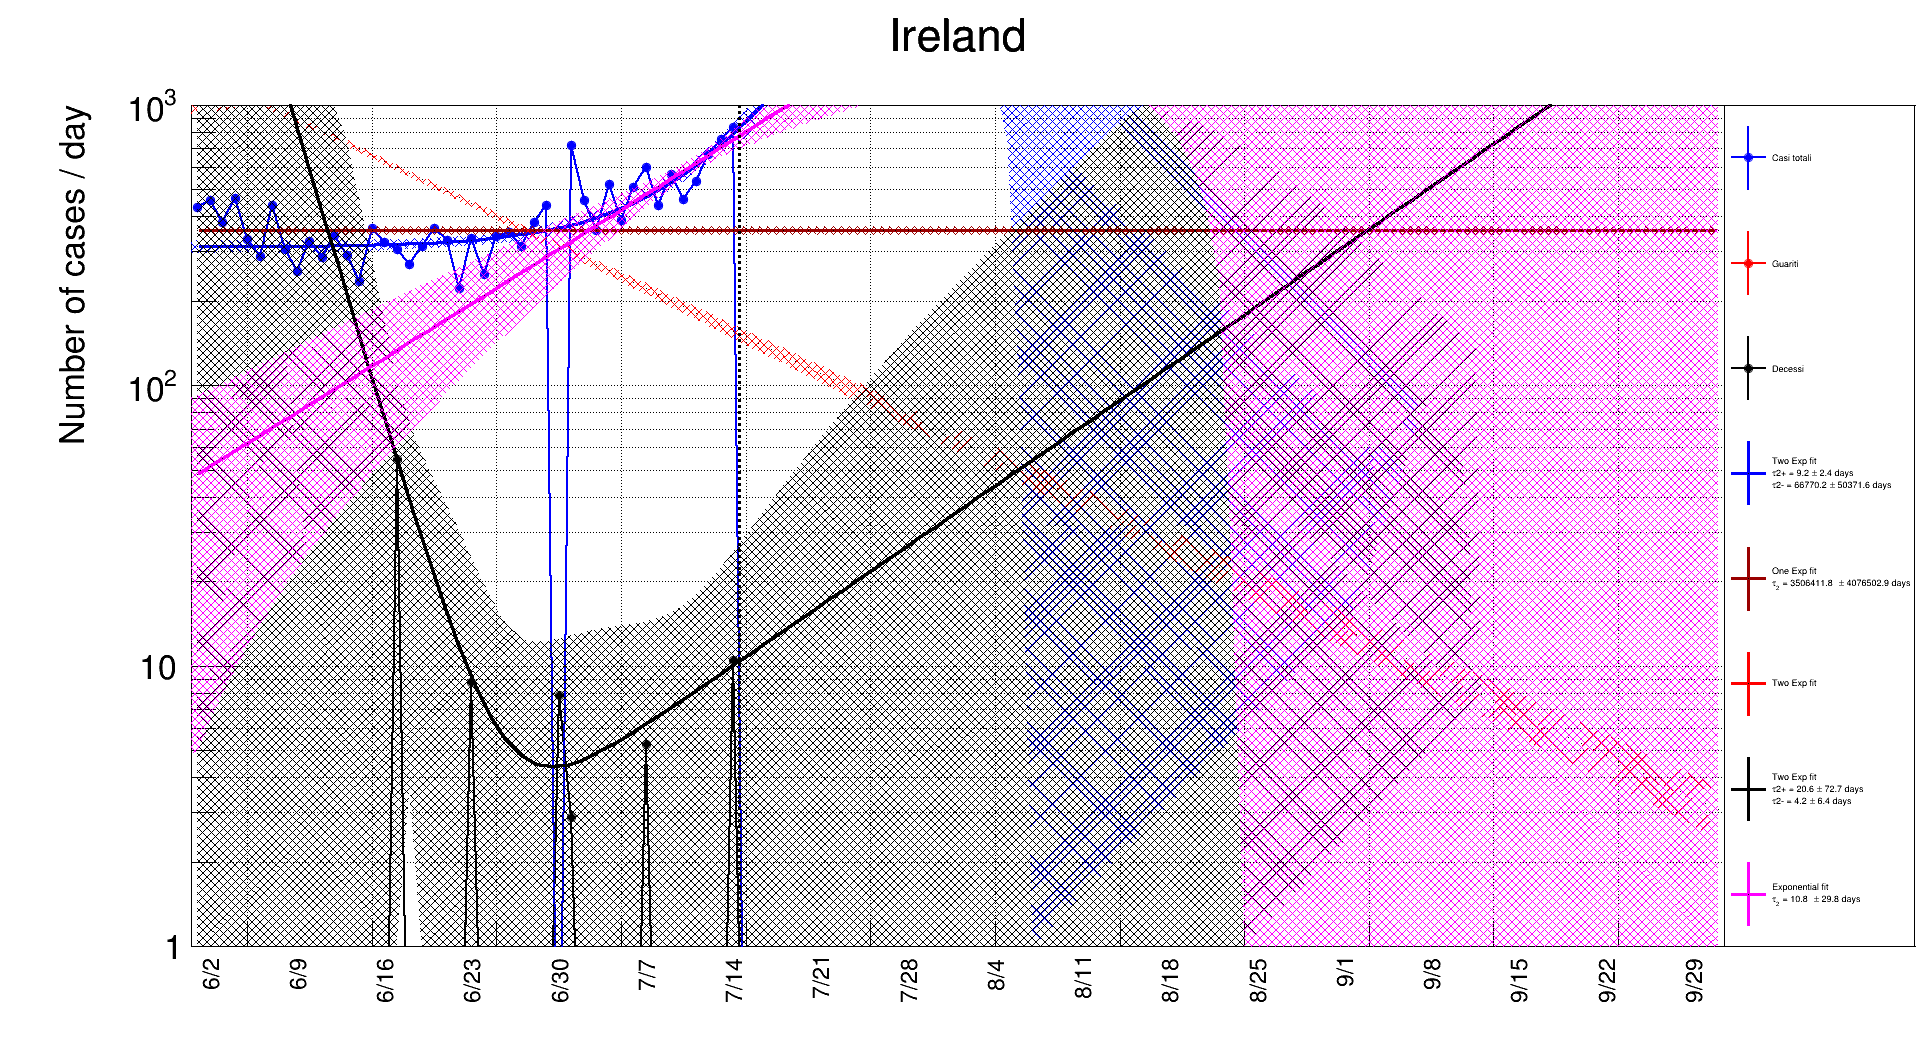 Ireland
Number of cases / day
10³
10²
10
1
6/2
6/9
6/16
6/23
6/30
7/7
7/14
7/21
7/28
8/4
8/11
8/18
8/25
9/1
9/8
9/15
9/22
9/29
Casi totali
Guariti
Decessi
Two Exp fit
τ2+ = 9.2 ± 2.4 days
τ2- = 66770.2 ± 50371.6 days
One Exp fit
τ₂ = 3506411.8 ± 4076502.9 days
Two Exp fit
Two Exp fit
τ2+ = 20.6 ± 72.7 days
τ2- = 4.2 ± 6.4 days
Exponential fit
τ₂ = 10.8 ± 29.8 days